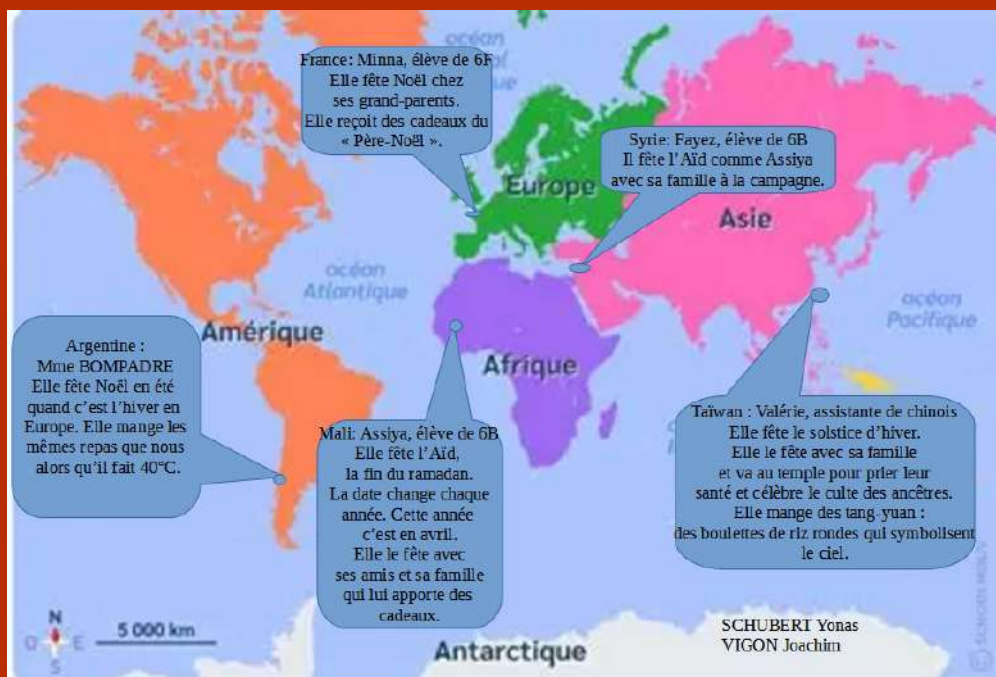 océan
France: Minna, élève de 6F
Elle fête Noël chez
ses grand-parents.
Elle reçoit des cadeaux du
« Père-Noël ».
Syrie: Fayez, élève de 6B
Il fête l'Aïd comme Assiya
avec sa famille à la campagne.
Europe
Asie
océan
Atlantique
océan
Pacifique
Amérique
Afrique
Argentine :
Mme BOMPADRE
Elle fête Noël en été
quand c'est l'hiver en
Europe. Elle mange les
mêmes repas que nous
alors qu'il fait 40°C.
Mali: Assiya, élève de 6B
Elle fête l'Aïd,
la fin du ramadan.
La date change chaque
année. Cette année
c'est en avril.
Elle le fête avec
ses amis et sa famille
qui lui apporte des
cadeaux.
Taïwan : Valérie, assistante de chinois
Elle fête le solstice d'hiver.
Elle le fête avec sa famille
et va au temple pour prier leur
santé et célèbre le culte des ancêtres.
Elle mange des tang-yuan :
des boulettes de riz rondes qui symbolisent
le ciel.
N
O E
S
5 000 km
Antarctique
SCHUBERT Yonas
VIGON Joachim